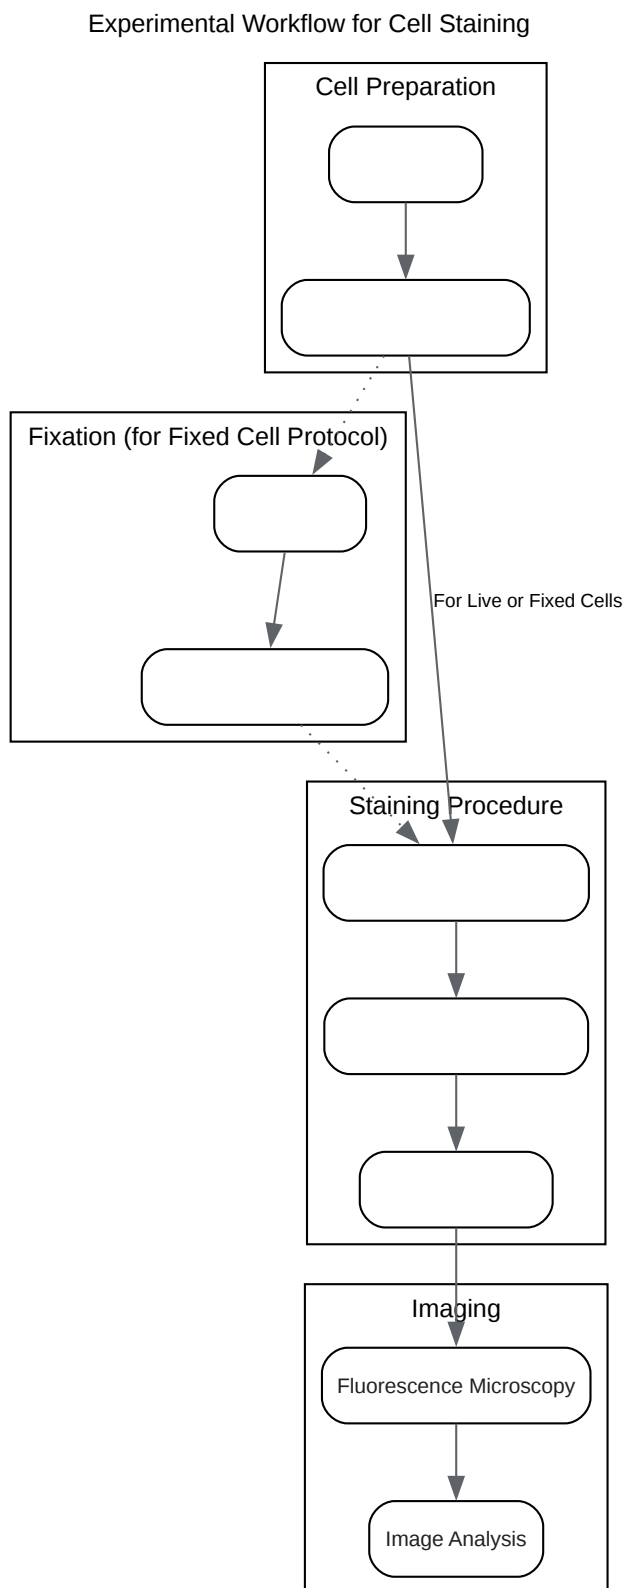 Experimental Workflow for Cell Staining
Cell Preparation
Fixation (for Fixed Cell Protocol)
For Live or Fixed Cells
Staining Procedure
Imaging
Fluorescence Microscopy
Image Analysis